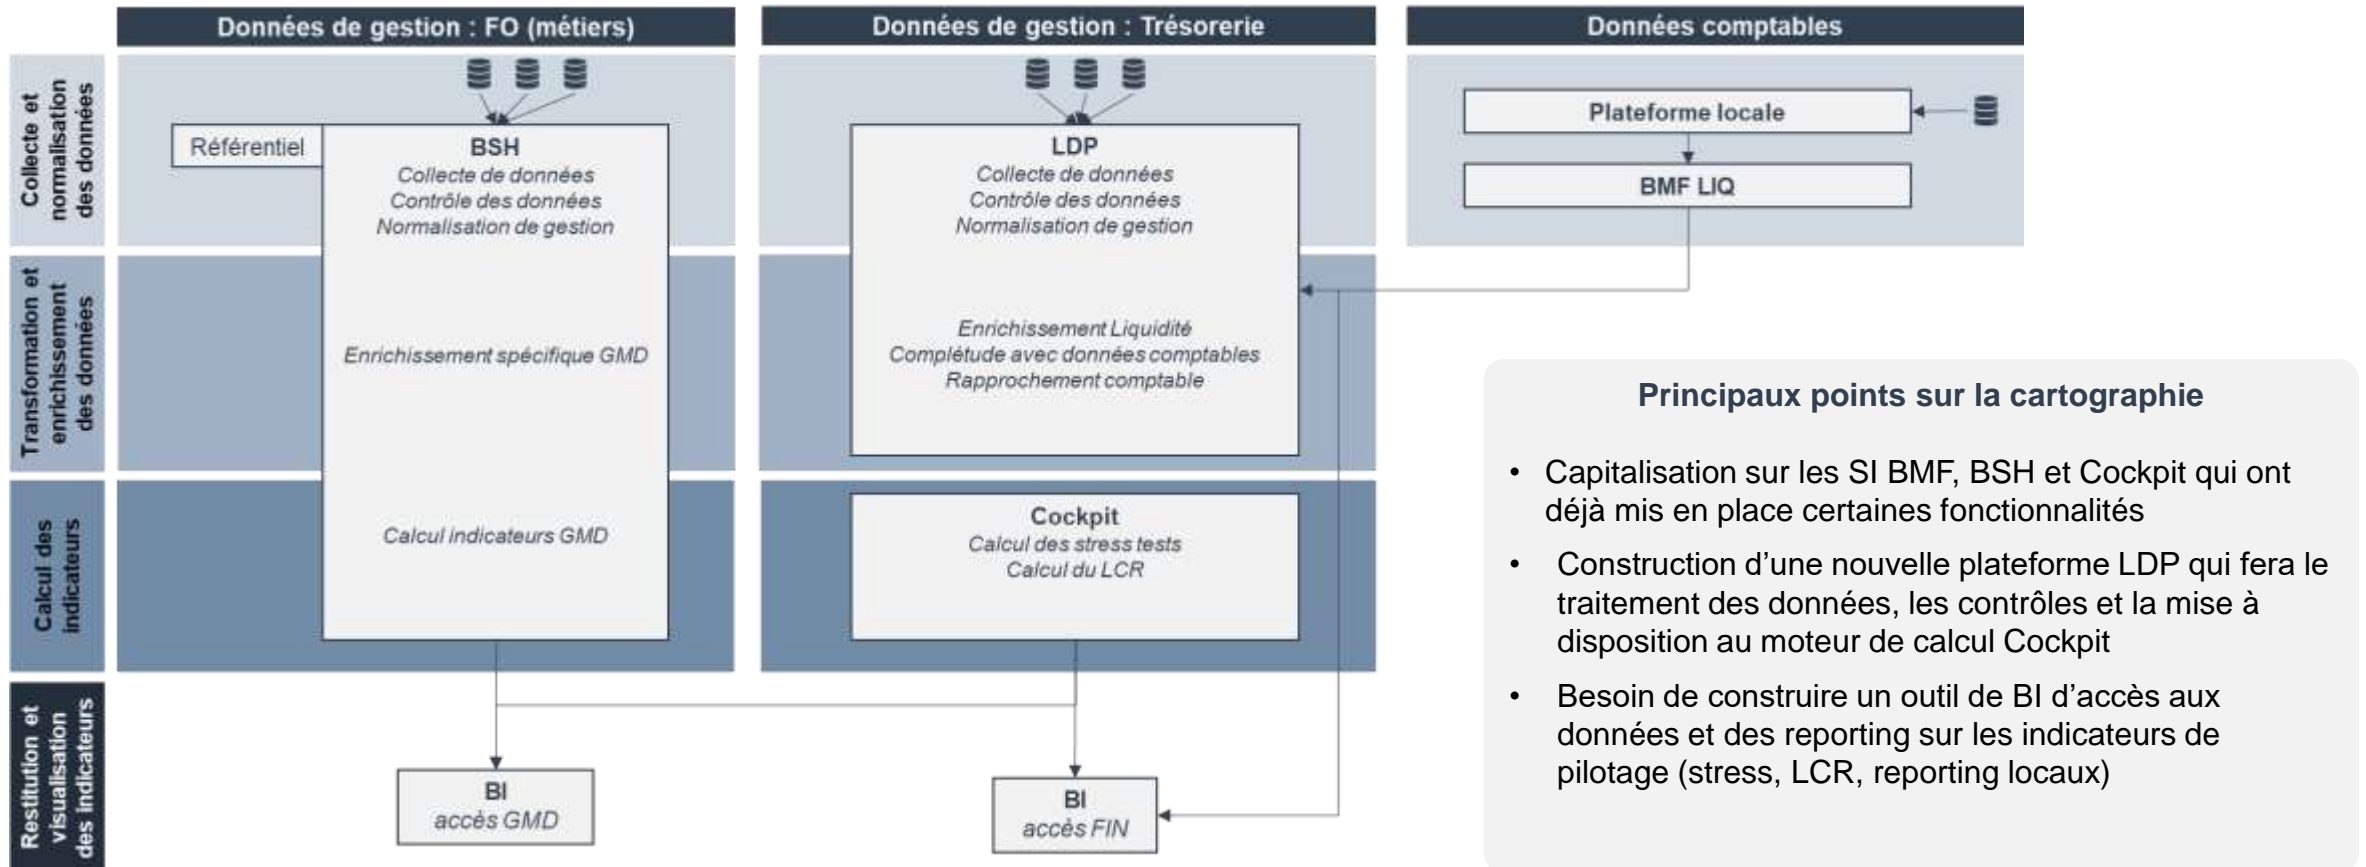 Données de gestion : FO (métiers)
Données de gestion : Trésorerie
Données comptables
Collecte et
normalisation
des données
Référentiel
BSH
Collecte de données
Contrôle des données
Normalisation de gestion
LDP
Collecte de données
Contrôle des données
Normalisation de gestion
Plateforme locale
BMF LIQ
Transformation et
enrichissement
des données
Enrichissement spécifique GMD
Enrichissement Liquidité
Complétude avec données comptables
Rapprochement comptable
Calcul des
indicateurs
Calcul indicateurs GMD
Cockpit
Calcul des stress tests
Calcul du LCR
Restitution et
visualisation
des indicateurs
BI
accès GMD
BI
accès FIN
Principaux points sur la cartographie
• Capitalisation sur les SI BMF, BSH et Cockpit qui ont
déjà mis en place certaines fonctionnalités
• Construction d’une nouvelle plateforme LDP qui fera le
traitement des données, les contrôles et la mise à
disposition au moteur de calcul Cockpit
• Besoin de construire un outil de BI d’accès aux
données et des reporting sur les indicateurs de
pilotage (stress, LCR, reporting locaux)